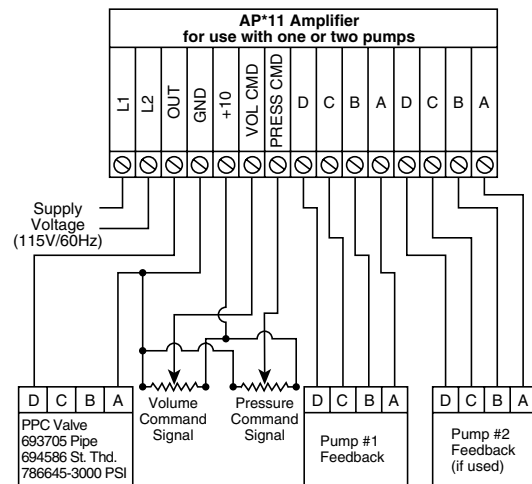 AP*11 Amplifier
for use with one or two pumps
L1
L2
OUT
GND
+10
VOL CMD
PRESS CMD
D
C
B
A
D
C
B
A
Supply
Voltage
(115V/60Hz)
D C B A
PPC Valve
693705 Pipe
694586 St. Thd.
786645-3000 PSI
Volume
Command
Signal
Pressure
Command
Signal
D C B A
Pump #1
Feedback
D C B A
Pump #2
Feedback
(if used)